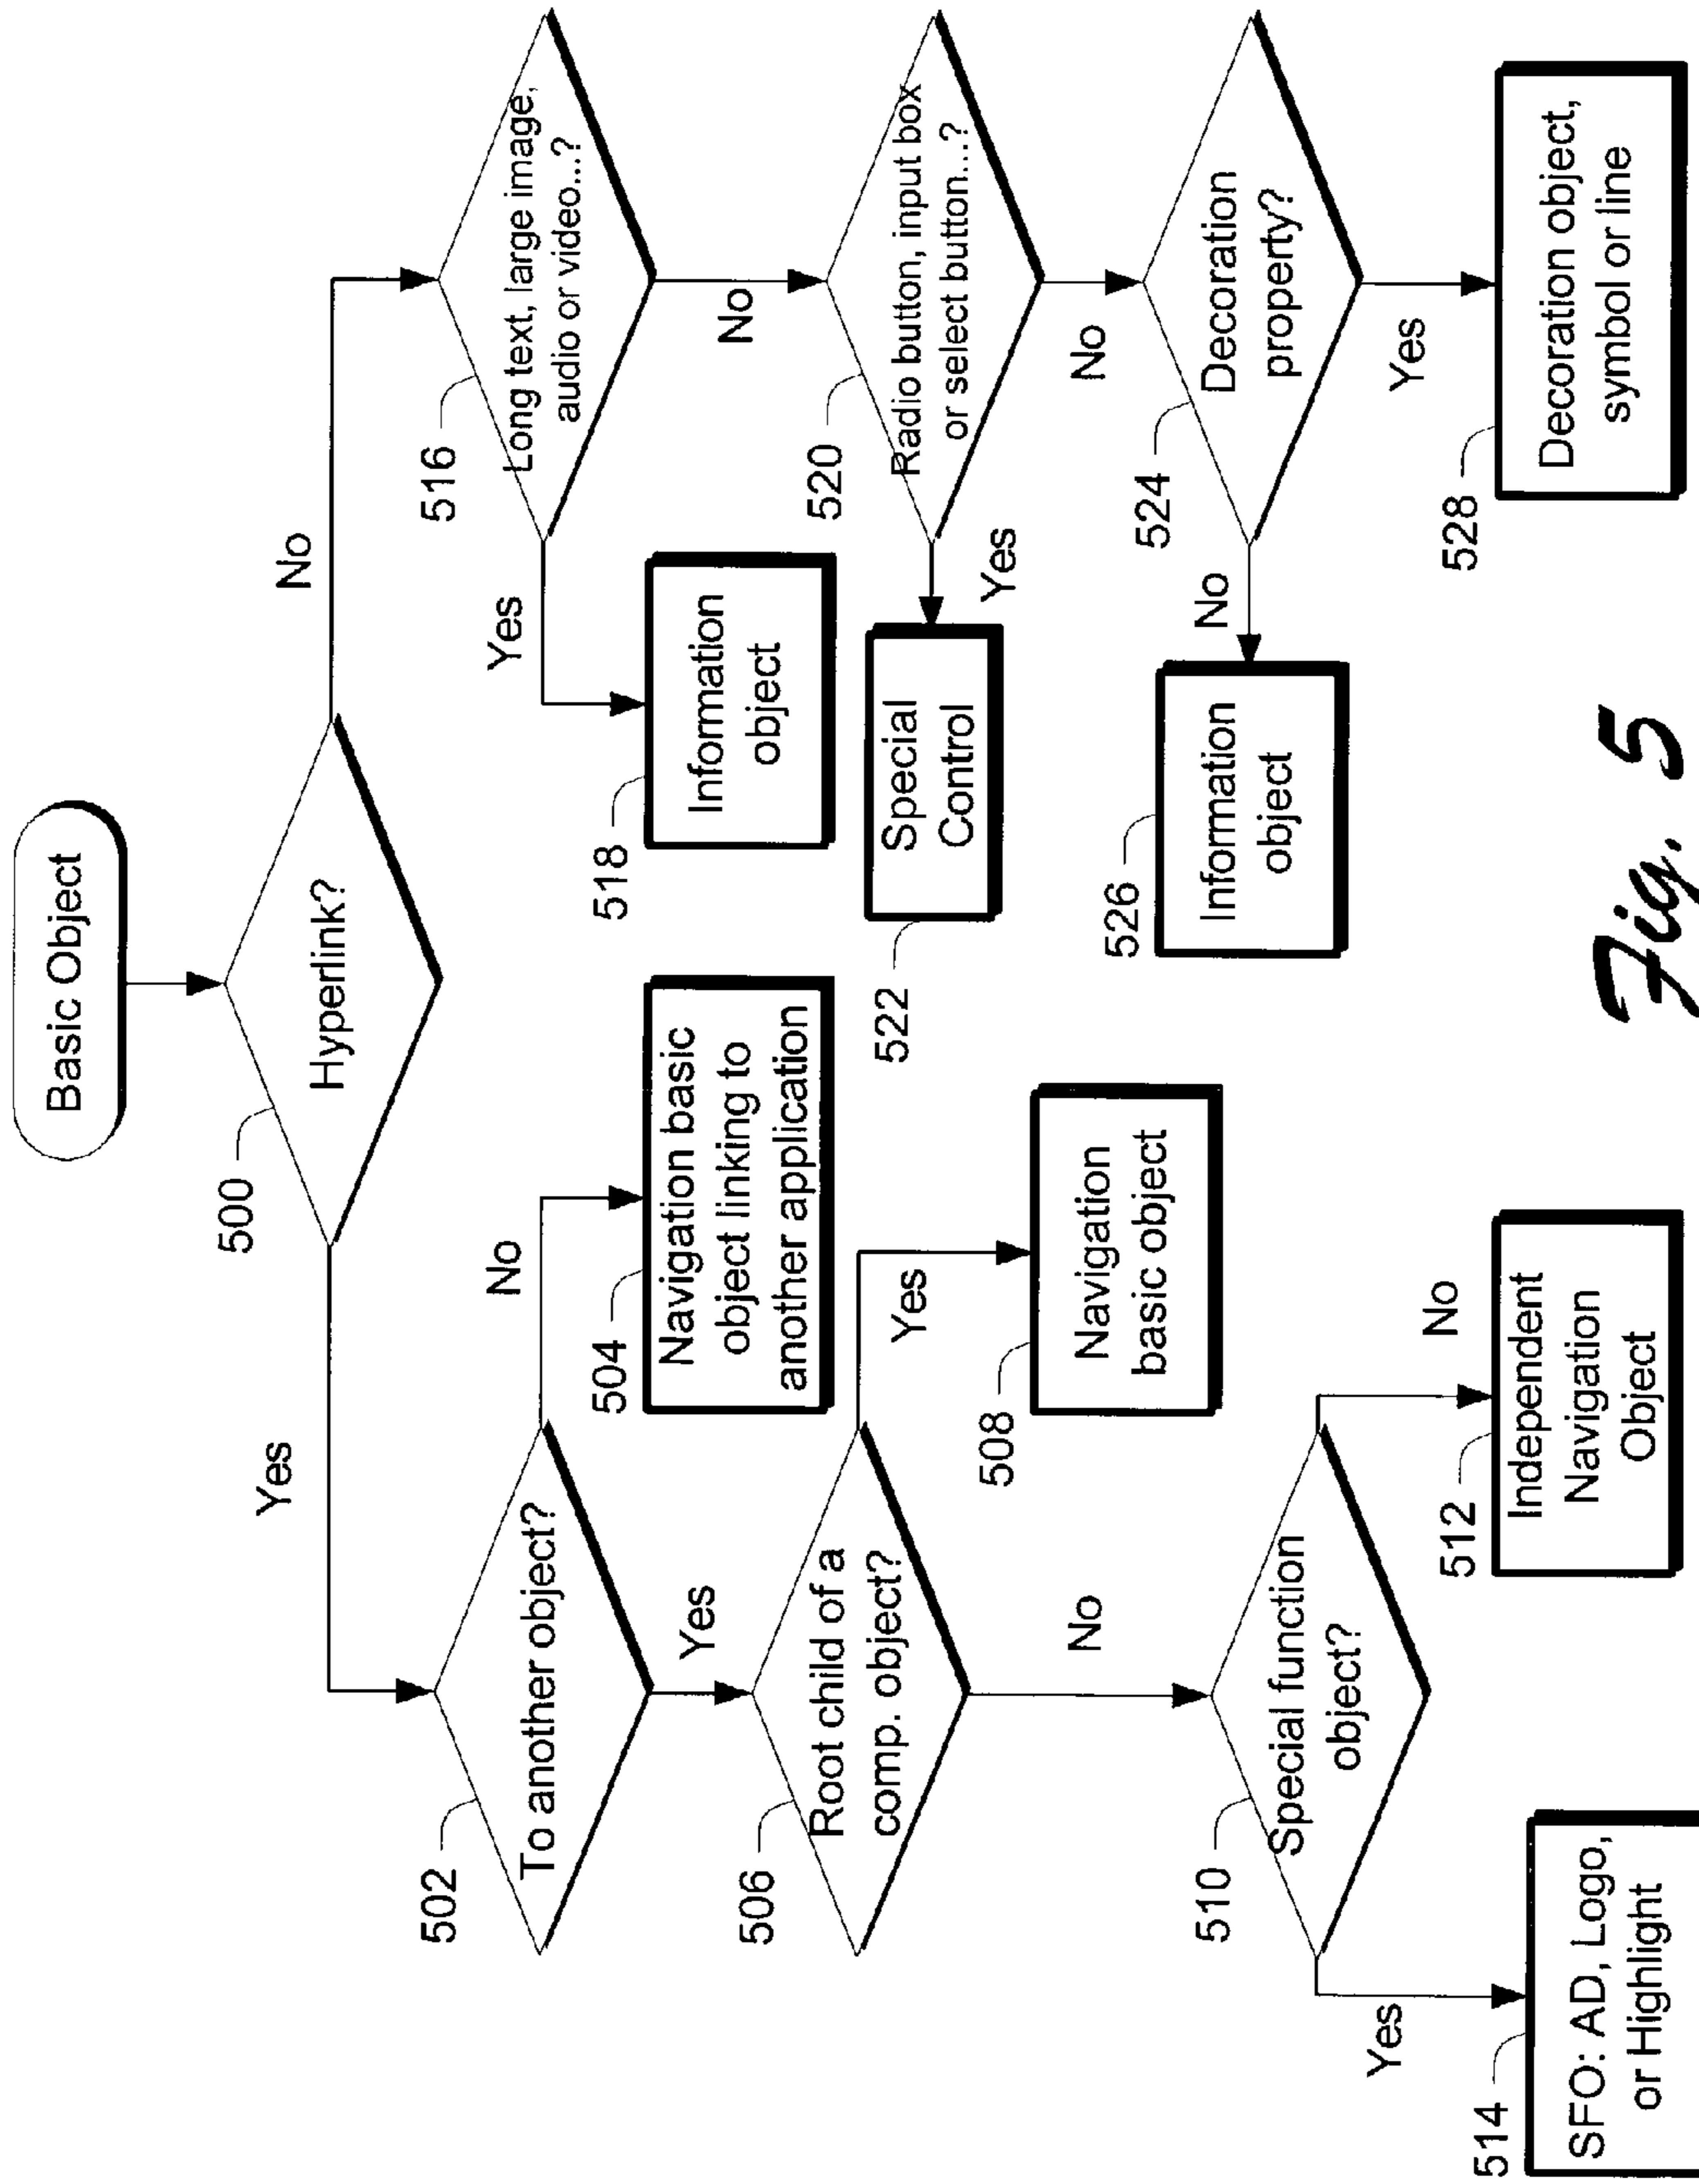 Basic Object
500
Hyperlink?
Yes
No
502
To another object?
No
504
Navigation basic
object linking to
another application
Yes
506
Root child of a
comp. object?
Yes
508
Navigation
basic object
No
510
Special function
object?
No
512
Independent
Navigation
Object
Yes
514
SFO: AD, Logo,
or Highlight
516
Long text, large image,
audio or video...?
Yes
518
Information
object
No
520
Radio button, input box
or select button...?
Yes
522
Special
Control
No
524
Decoration
property?
No
526
Information
object
Yes
528
Decoration object,
symbol or line
Fig. 5